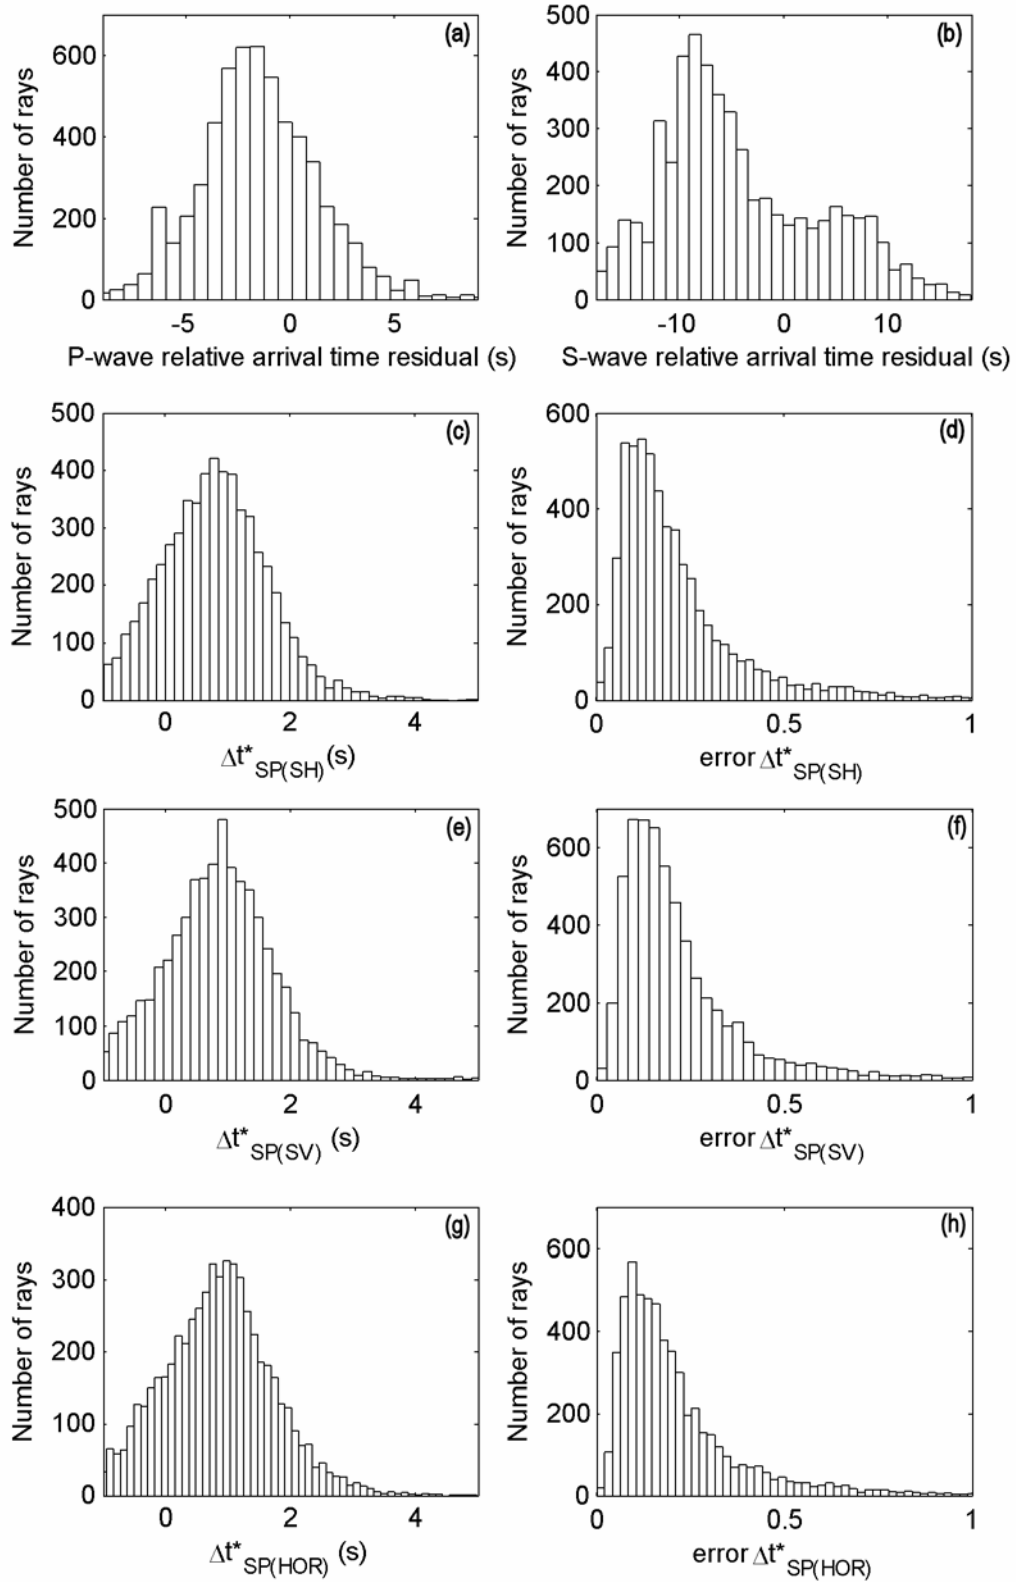 (a)
Number of rays
600
400
200
0
-5 0 5
P-wave relative arrival time residual (s)
(b)
Number of rays
500
400
300
200
100
0
-10 0 10
S-wave relative arrival time residual (s)
(c)
Number of rays
500
400
300
200
100
0
0 2 4
Δt*SP(SH) (s)
(d)
Number of rays
600
400
200
0
0 0.5 1
error Δt*SP(SH)
(e)
Number of rays
500
400
300
200
100
0
0 2 4
Δt*SP(SV) (s)
(f)
Number of rays
600
400
200
0
0 0.5 1
error Δt*SP(SV)
(g)
Number of rays
400
300
200
100
0
0 2 4
Δt*SP(HOR) (s)
(h)
Number of rays
600
400
200
0
0 0.5 1
error Δt*SP(HOR)